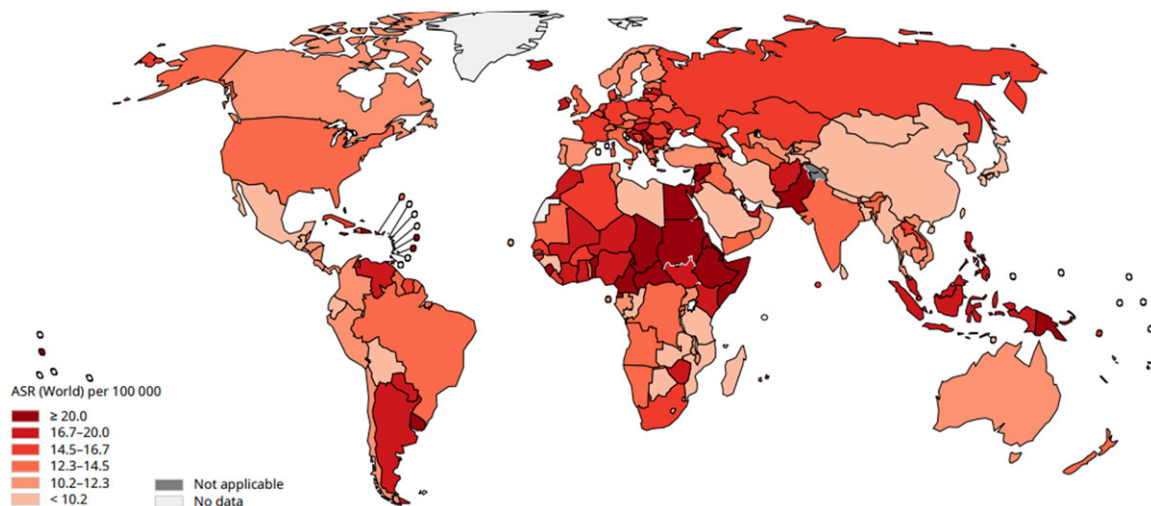 ASR (World) per 100 000
≥ 20.0
16.7–20.0
14.5–16.7
12.3–14.5
10.2–12.3
< 10.2
Not applicable
No data